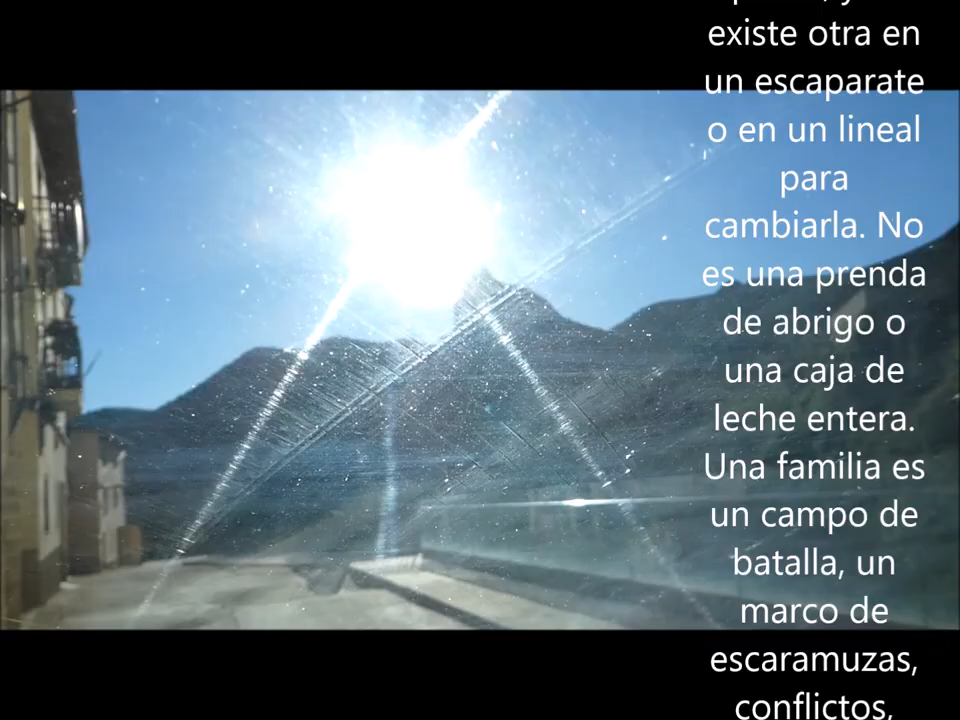 existe otra en
un escaparate
o en un lineal
para
cambiarla. No
es una prenda
de abrigo o
una caja de
leche entera.
Una familia es
un campo de
batalla, un
marco de
escaramuzas,
conflictos,